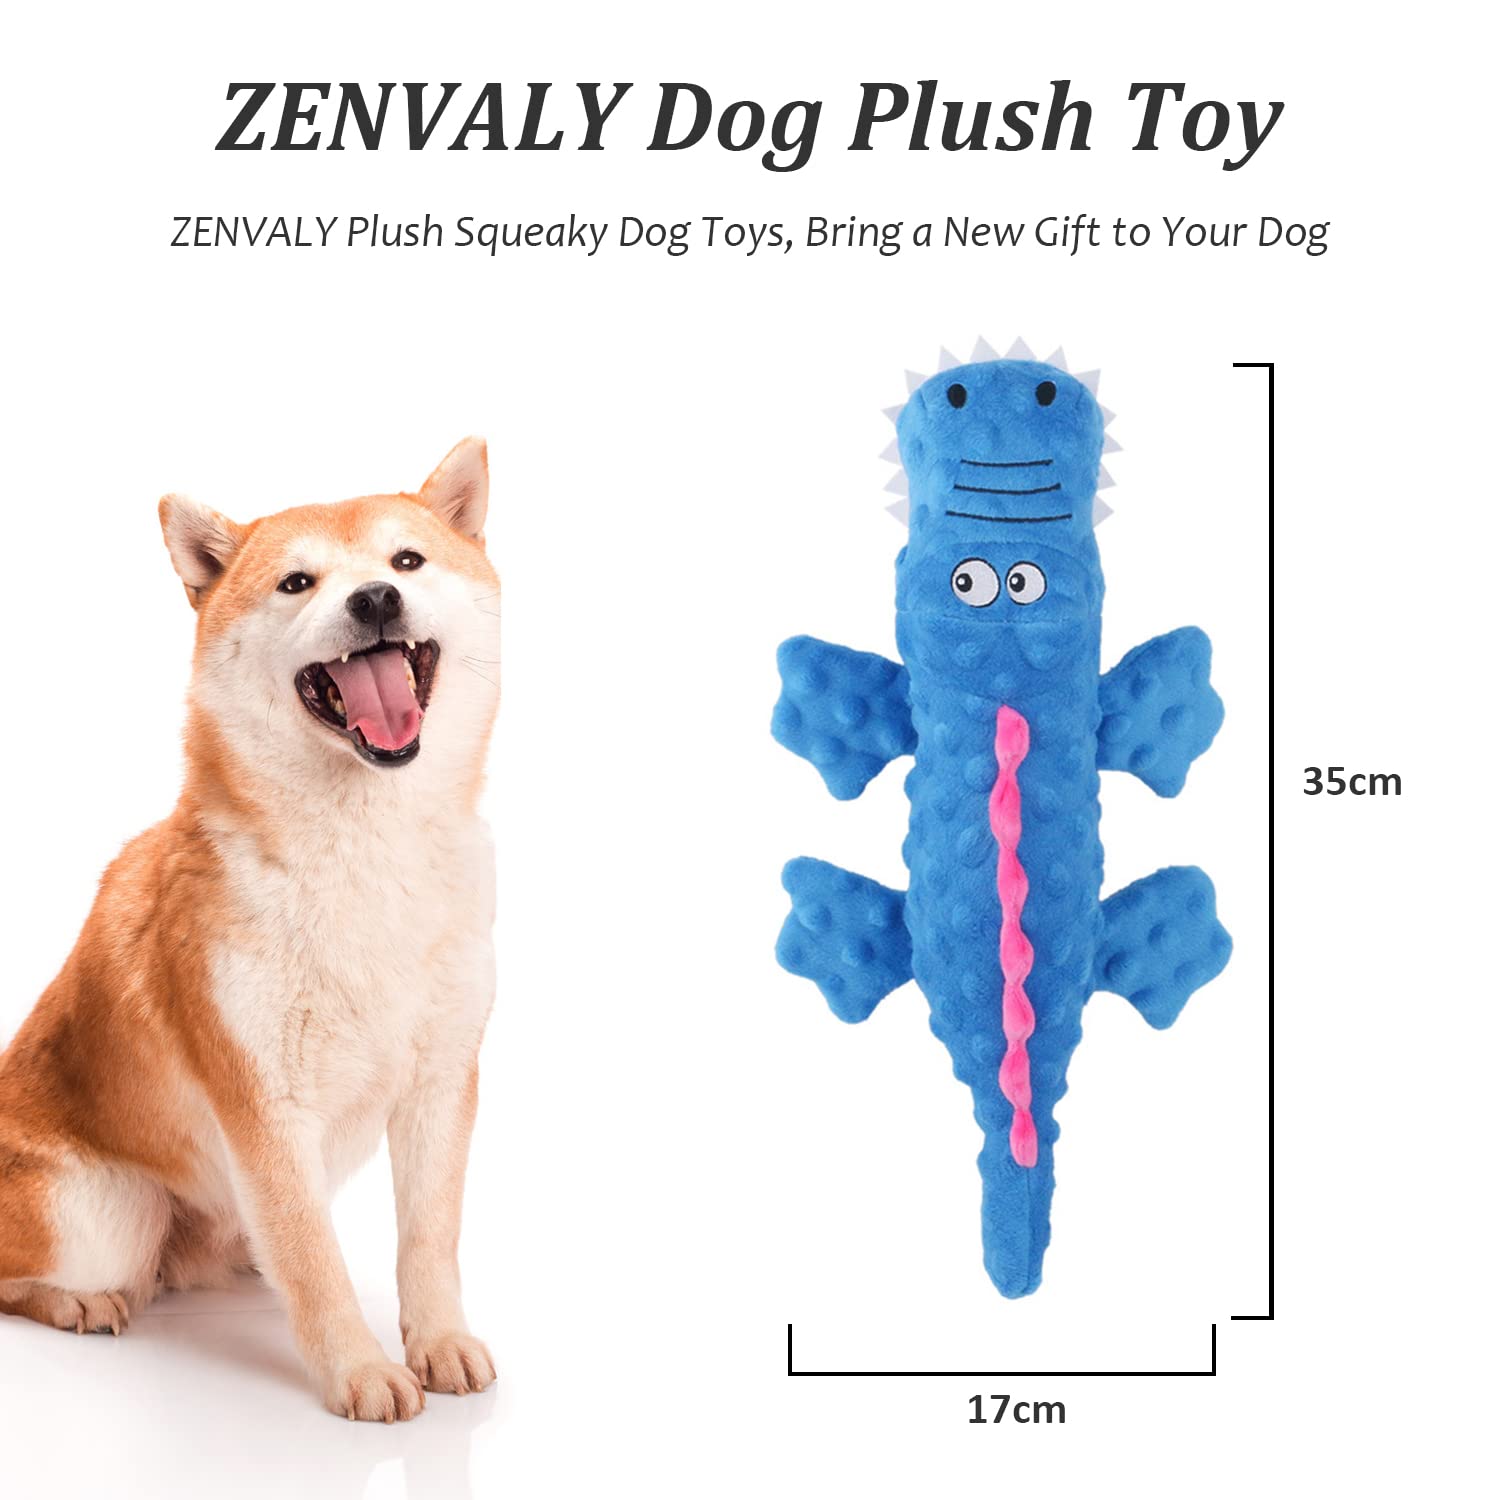 ZENVALY Dog Plush Toy
ZENVALY Plush Squeaky Dog Toys, Bring a New Gift to Your Dog
35cm
17cm